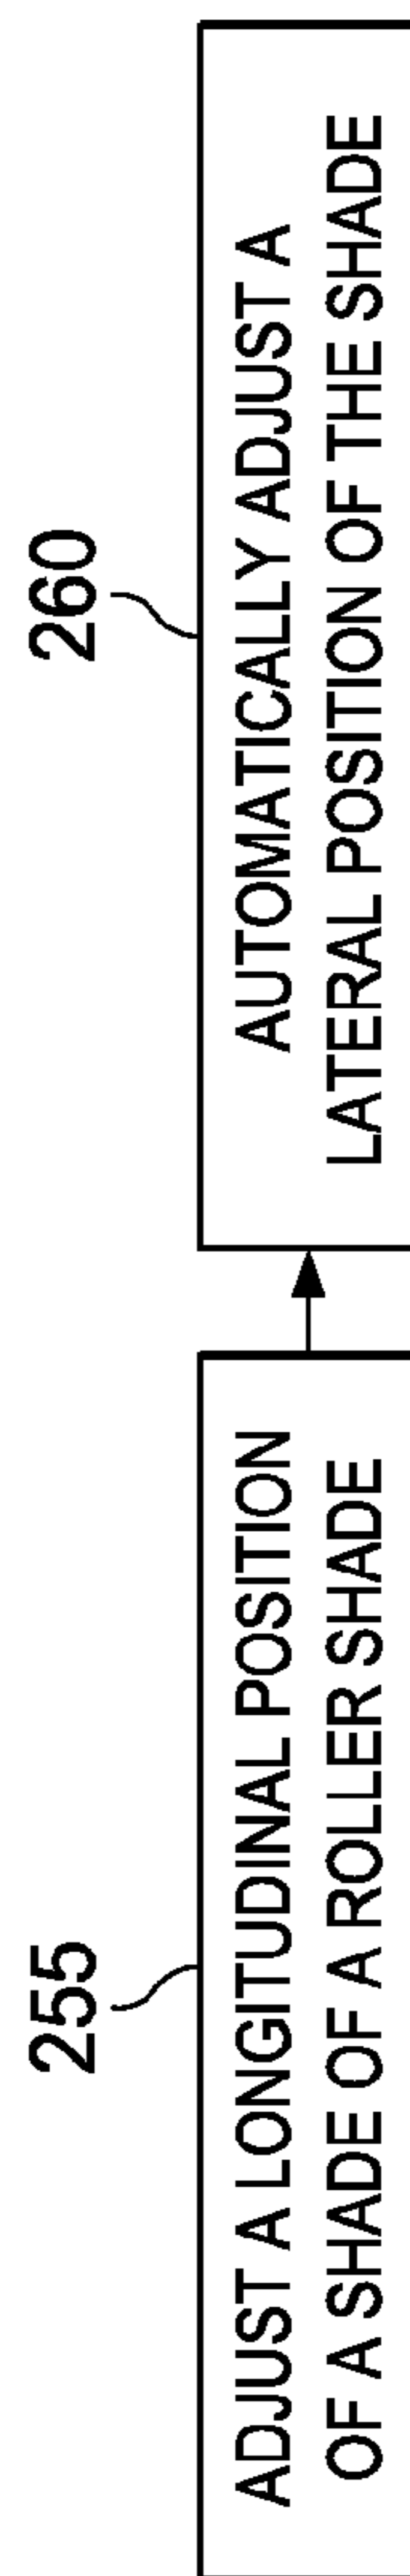 255
ADJUST A LONGITUDINAL POSITION
OF A SHADE OF A ROLLER SHADE
260
AUTOMATICALLY ADJUST A
LATERAL POSITION OF THE SHADE